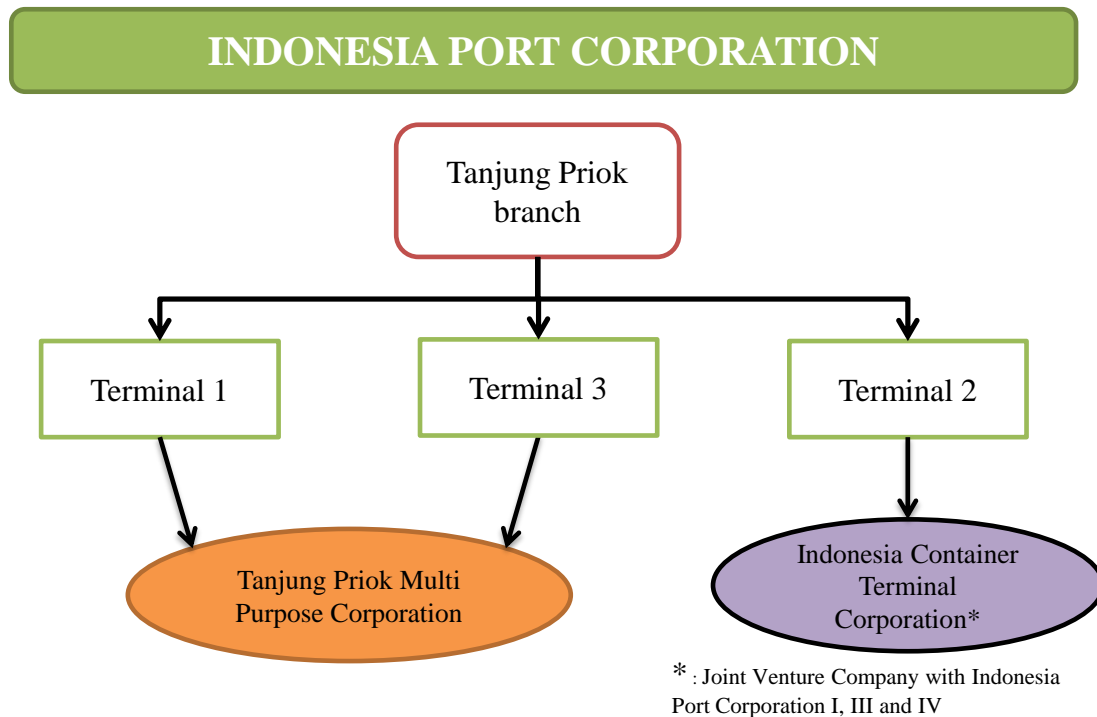 INDONESIA PORT CORPORATION
Tanjung Priok
branch
Terminal 1
Terminal 3
Terminal 2
Tanjung Priok Multi
Purpose Corporation
Indonesia Container
Terminal
Corporation*
* : Joint Venture Company with Indonesia
Port Corporation I, III and IV